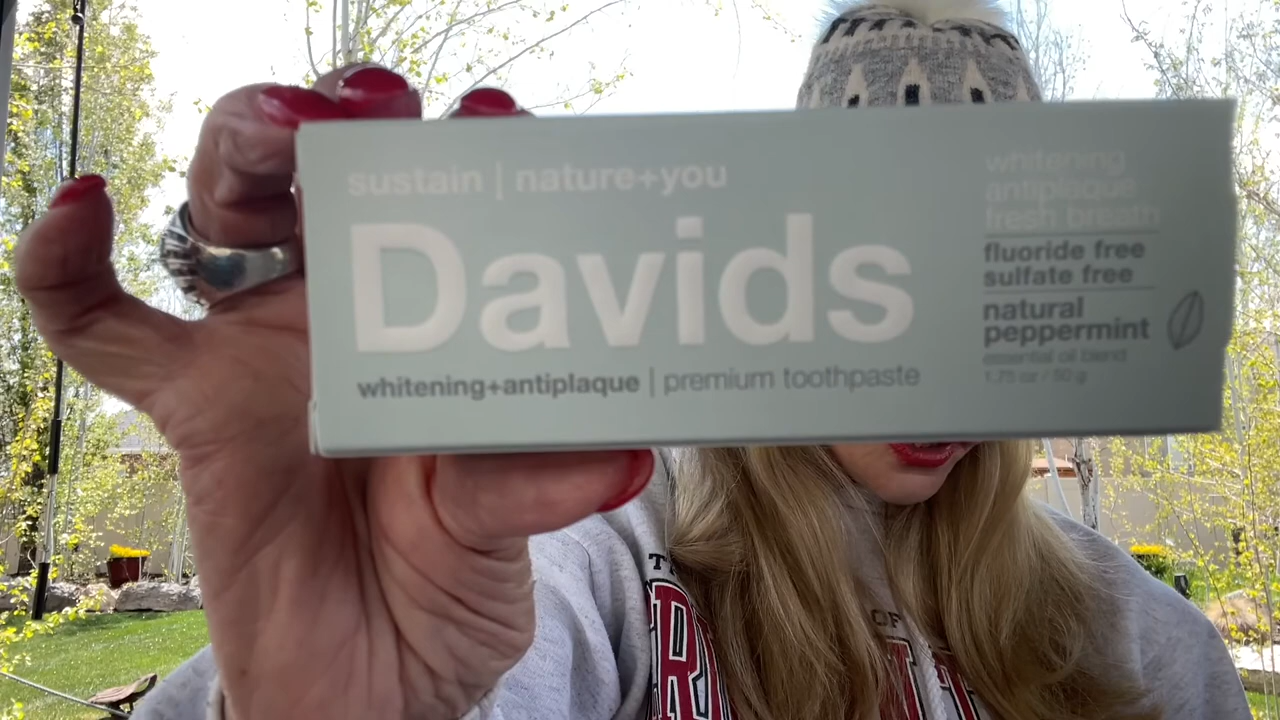 sustain | nature+you
Davids
whitening+antiplaque | premium toothpaste
whitening
antiplaque
fresh breath
fluoride free
sulfate free
natural
peppermint
essential oil blend
1.75 oz / 50 g
OF